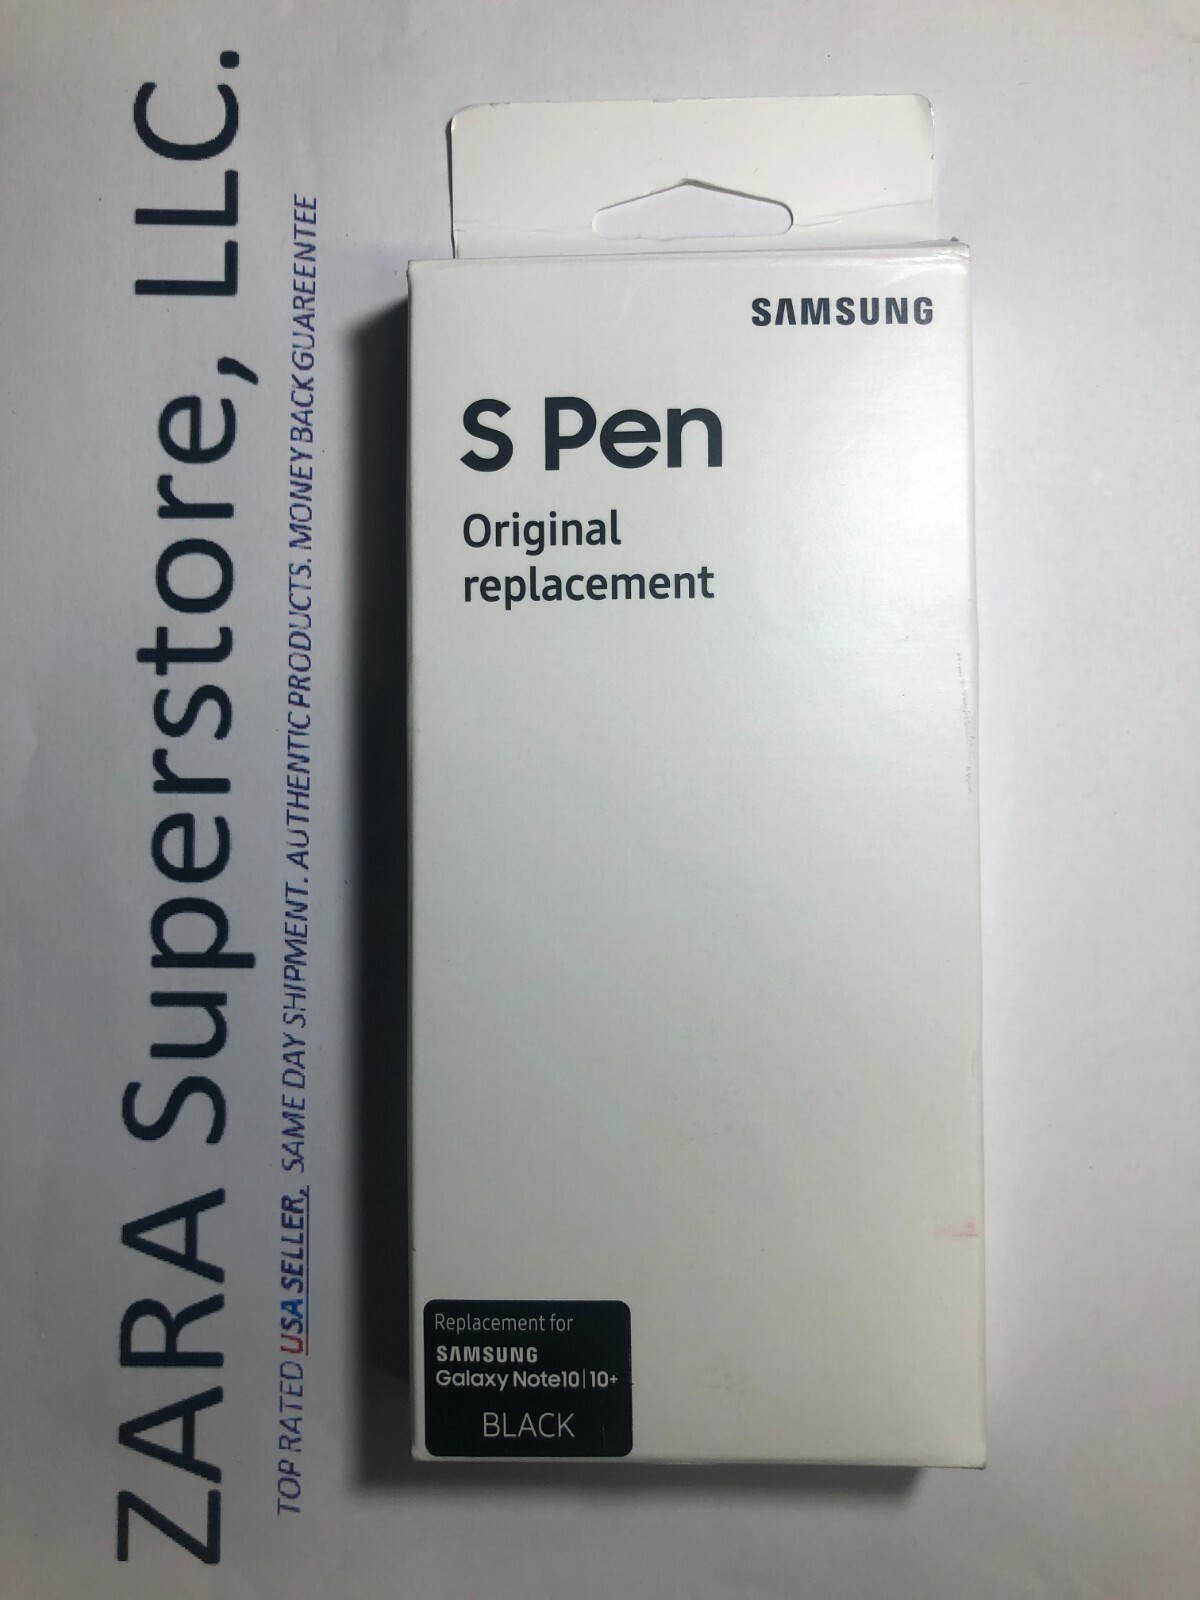 ZARA Superstore, LLC.
TOP RATED USA SELLER, SAME DAY SHIPMENT. AUTHENTIC PRODUCTS. MONEY BACK GUAREENTEE
SAMSUNG
S Pen
Original
replacement
Replacement for
SAMSUNG
Galaxy Note10|10+
BLACK